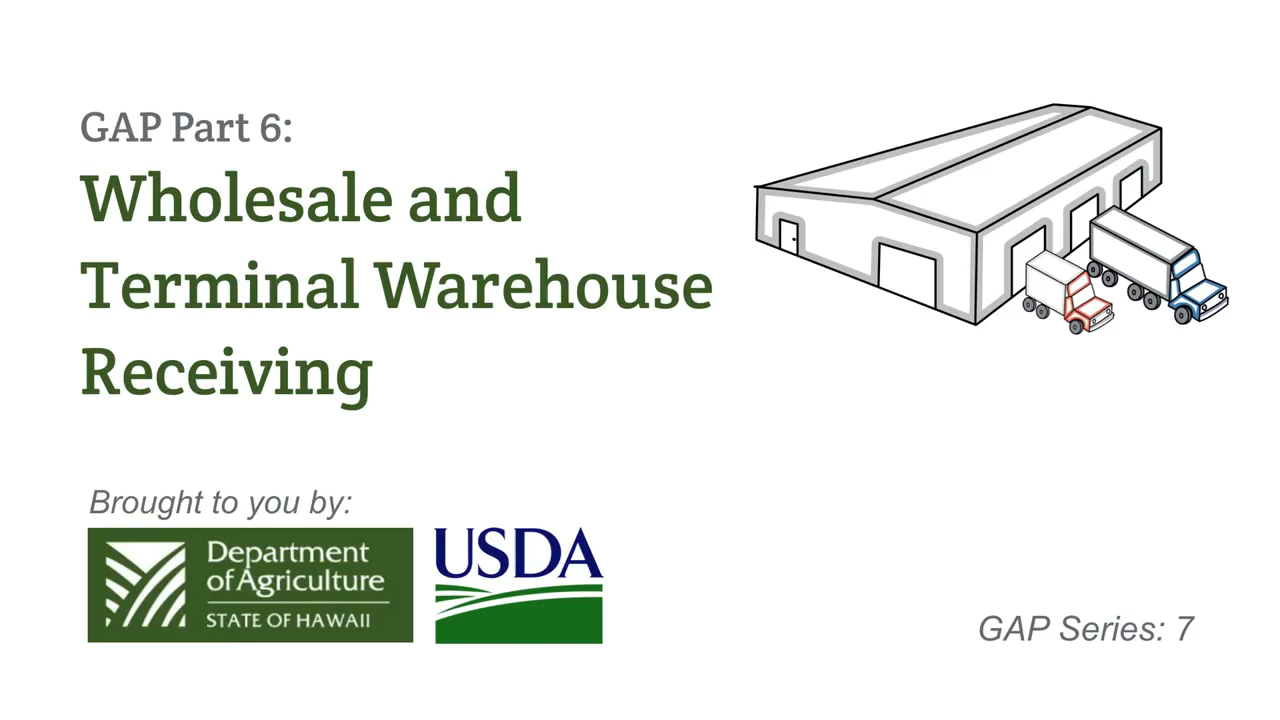 GAP Part 6:
Wholesale and
Terminal Warehouse
Receiving
Brought to you by:
Department
of Agriculture
STATE OF HAWAII
USDA
GAP Series: 7